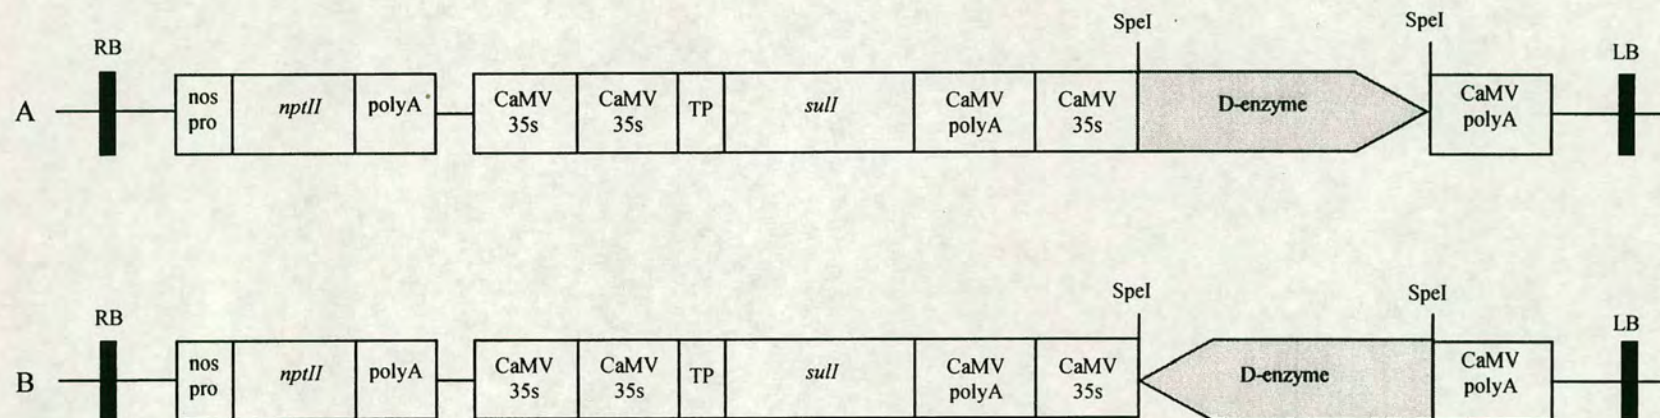 SpeI SpeI
RB LB
A nos pro nptII polyA CaMV 35s CaMV 35s TP sulI CaMV polyA CaMV 35s D-enzyme CaMV polyA
SpeI SpeI
RB LB
B nos pro nptII polyA CaMV 35s CaMV 35s TP sulI CaMV polyA CaMV 35s D-enzyme CaMV polyA